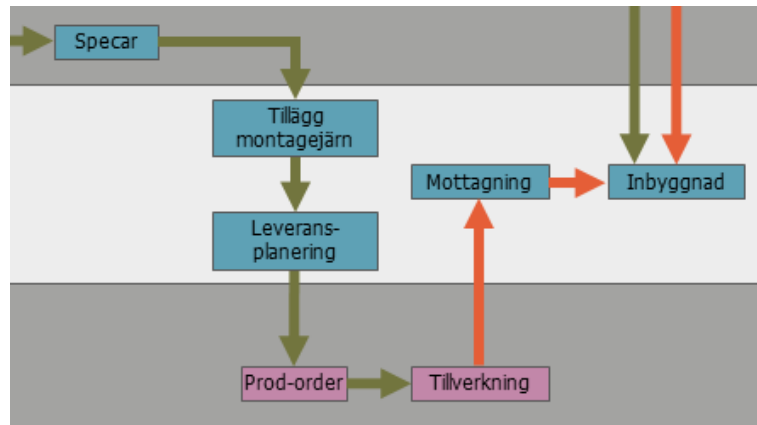 Specar
Tillägg
montagejärn
Mottagning
Inbyggnad
Leverans-
planering
Prod-order
Tillverkning